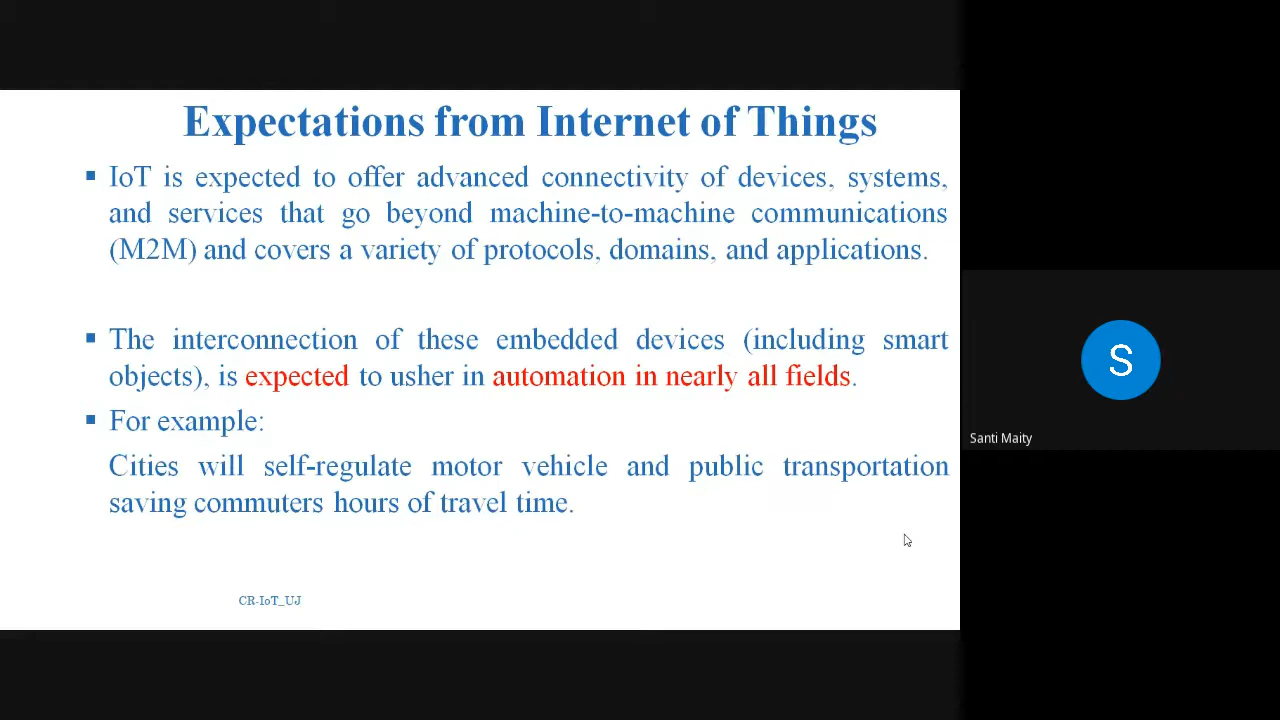 Expectations from Internet of Things
▪ IoT is expected to offer advanced connectivity of devices, systems,
and services that go beyond machine-to-machine communications
(M2M) and covers a variety of protocols, domains, and applications.
▪ The interconnection of these embedded devices (including smart
objects), is expected to usher in automation in nearly all fields.
▪ For example:
Cities will self-regulate motor vehicle and public transportation
saving commuters hours of travel time.
CR-IoT_UJ
S
Santi Maity